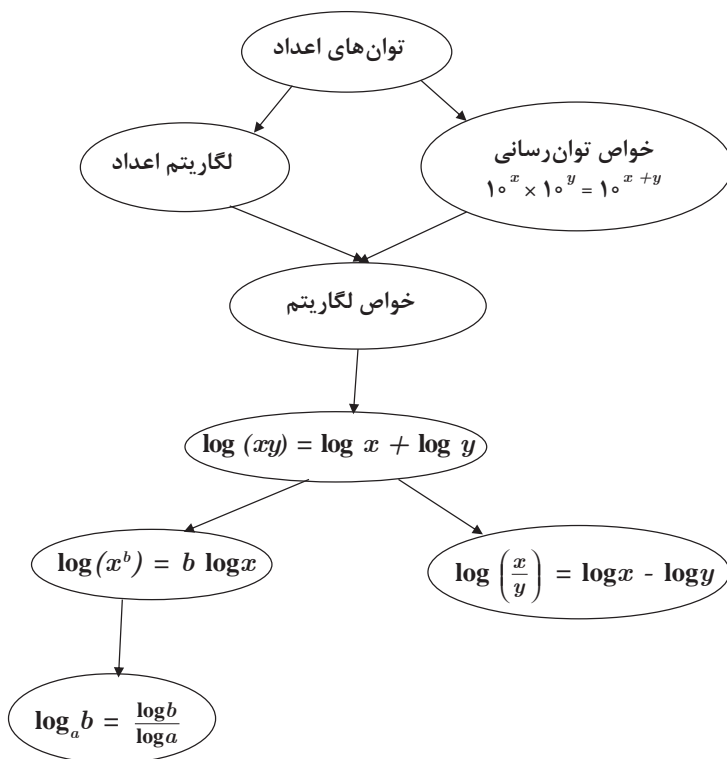 توان‌های اعداد
لگاریتم اعداد
خواص توان‌رسانی
۱۰^x × ۱۰^y = ۱۰^{x+y}
خواص لگاریتم
log (xy) = log x + log y
log(x^b) = b logx
log (x/y) = logx - logy
log_a b = logb/loga